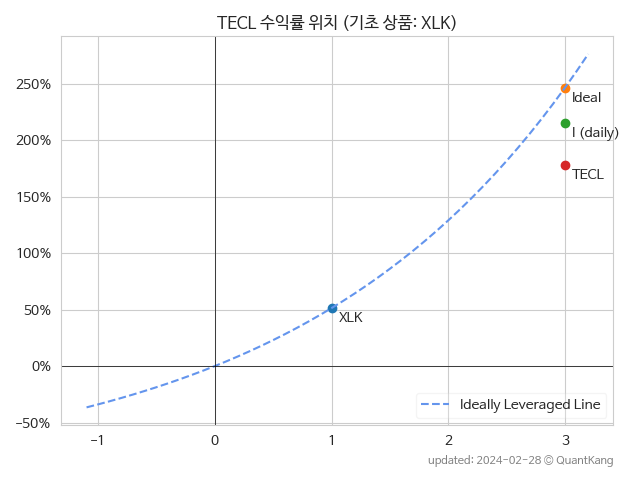 TECL 수익률 위치 (기초 상품: XLK)
250%
200%
150%
100%
50%
0%
−50%
Ideal
I (daily)
TECL
XLK
Ideally Leveraged Line
−1
0
1
2
3
updated: 2024-02-28 © QuantKang